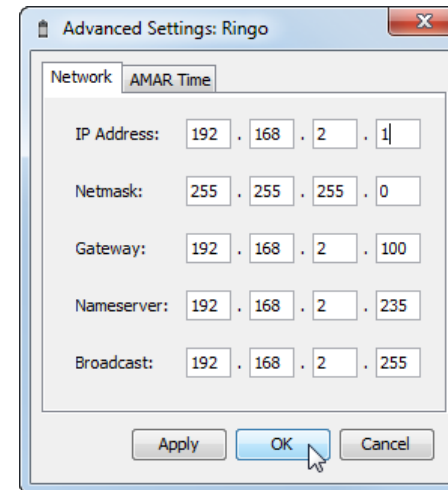 Advanced Settings: Ringo
Network AMAR Time
IP Address: 192 . 168 . 2 . 1
Netmask: 255 . 255 . 255 . 0
Gateway: 192 . 168 . 2 . 100
Nameserver: 192 . 168 . 2 . 235
Broadcast: 192 . 168 . 2 . 255
Apply OK Cancel